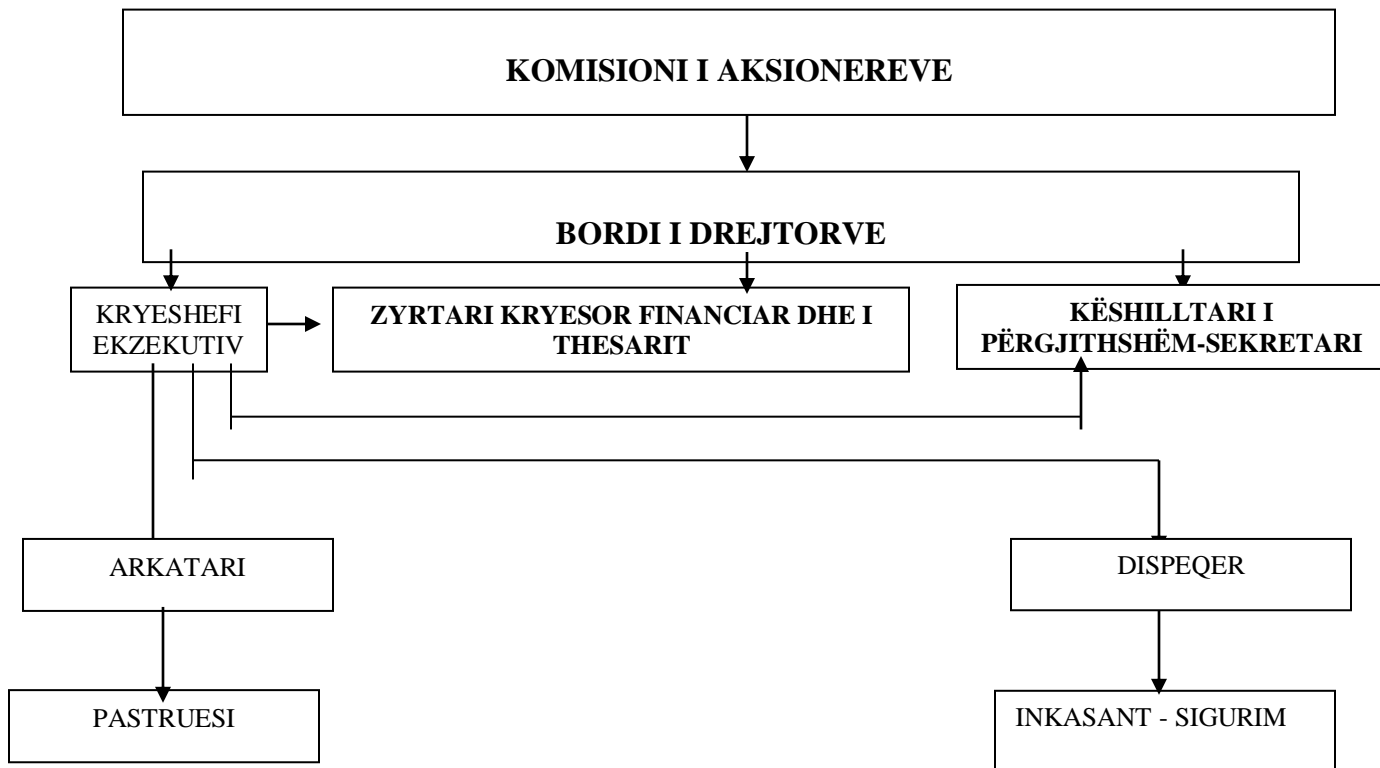 KOMISIONI I AKSIONEREVE
BORDI I DREJTORVE
KRYESHEFI
EKZEKUTIV
ZYRTARI KRYESOR FINANCIAR DHE I
THESARIT
KËSHILLTARI I
PËRGJITHSHËM-SEKRETARI
ARKATARI
DISPEQER
PASTRUESI
INKASANT - SIGURIM